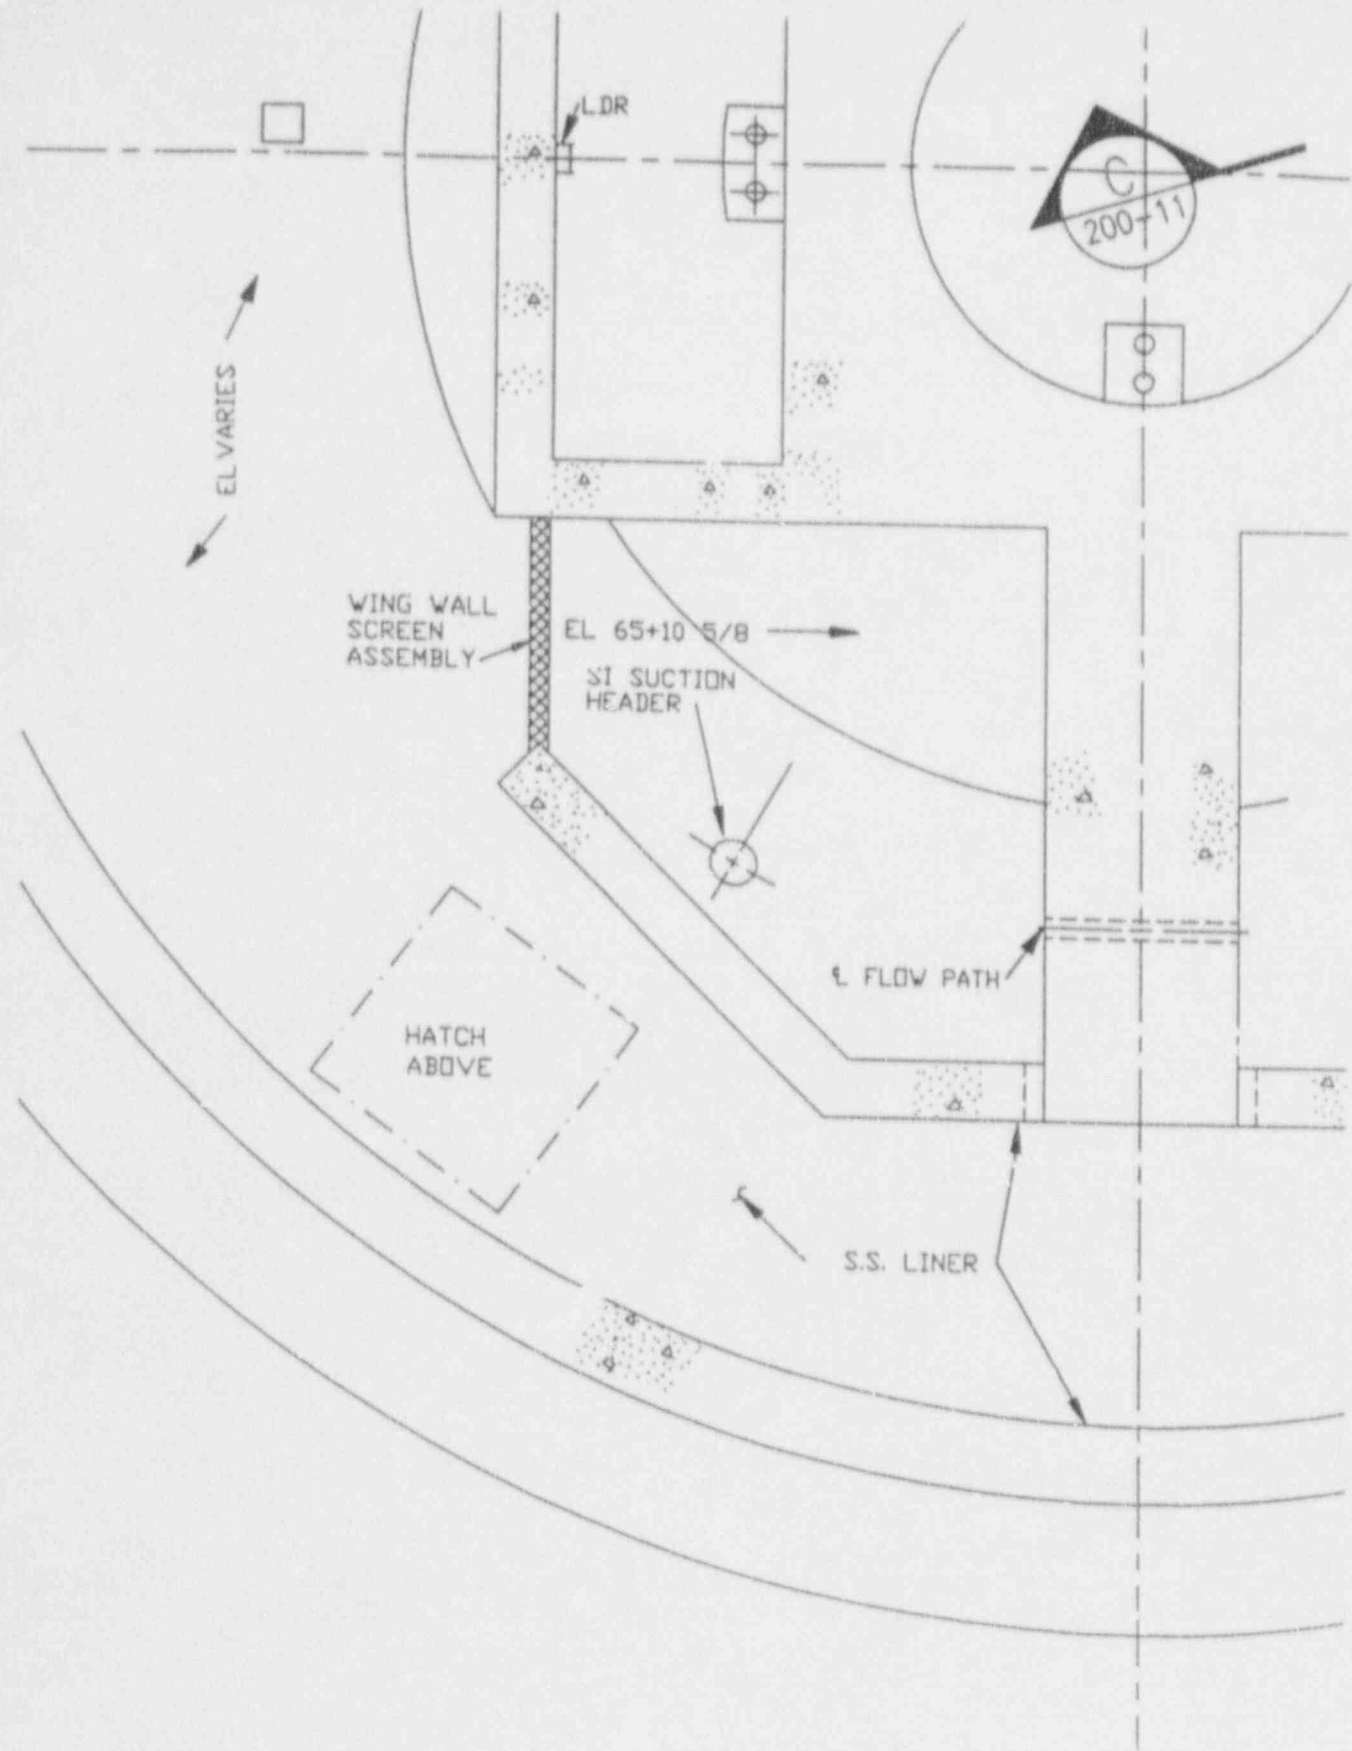 LDR
C
200-11
EL VARIES
WING WALL
SCREEN
ASSEMBLY
EL 65+10 5/8
SI SUCTION
HEADER
℄ FLOW PATH
HATCH
ABOVE
S.S. LINER